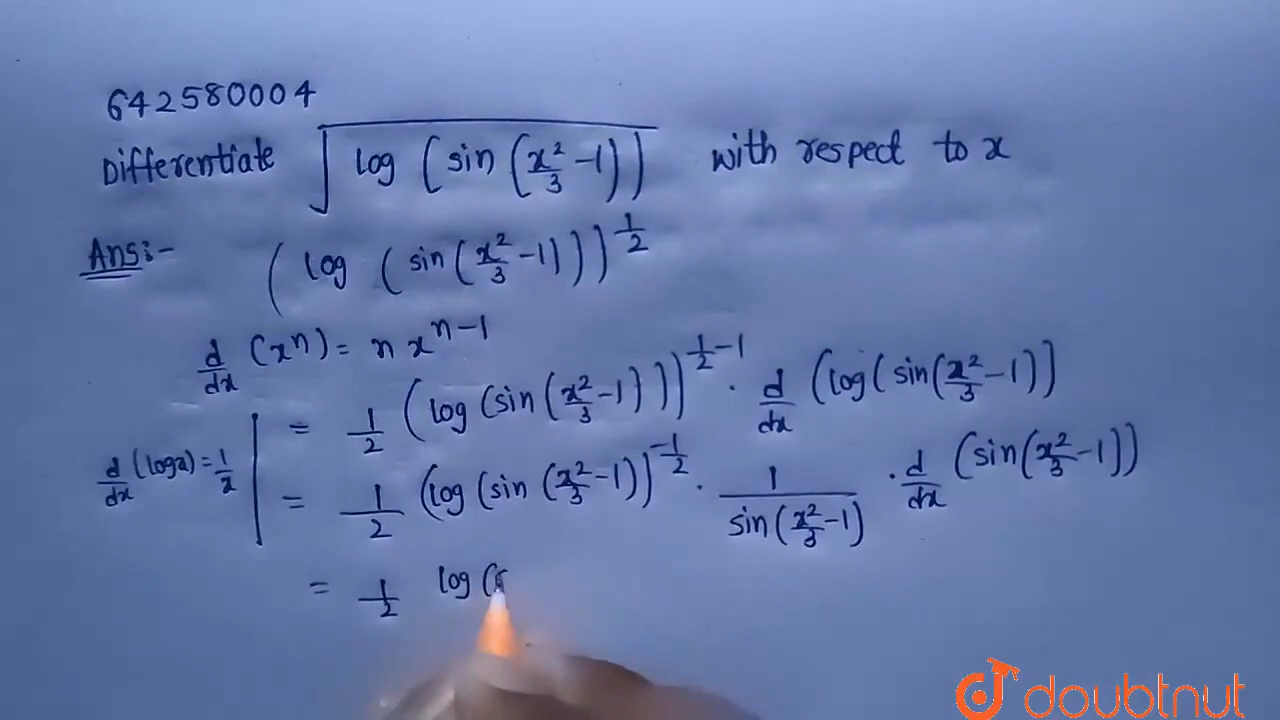 642580004
Differentiate √(log (sin (x²/3 -1))) with respect to x
Ans:- (log (sin(x²/3 -1)))^1/2
d/dx (xⁿ) = n x^n-1
= 1/2 (log (sin (x²/3 -1)))^1/2 -1 . d/dx (log(sin(x²/3 -1))
d/dx (logx) = 1/x | = 1/2 (log (sin (x²/3 -1))^-1/2 . 1/sin(x²/3 -1) . d/dx (sin(x²/3 -1))
= 1/2 log (s
doubtnut